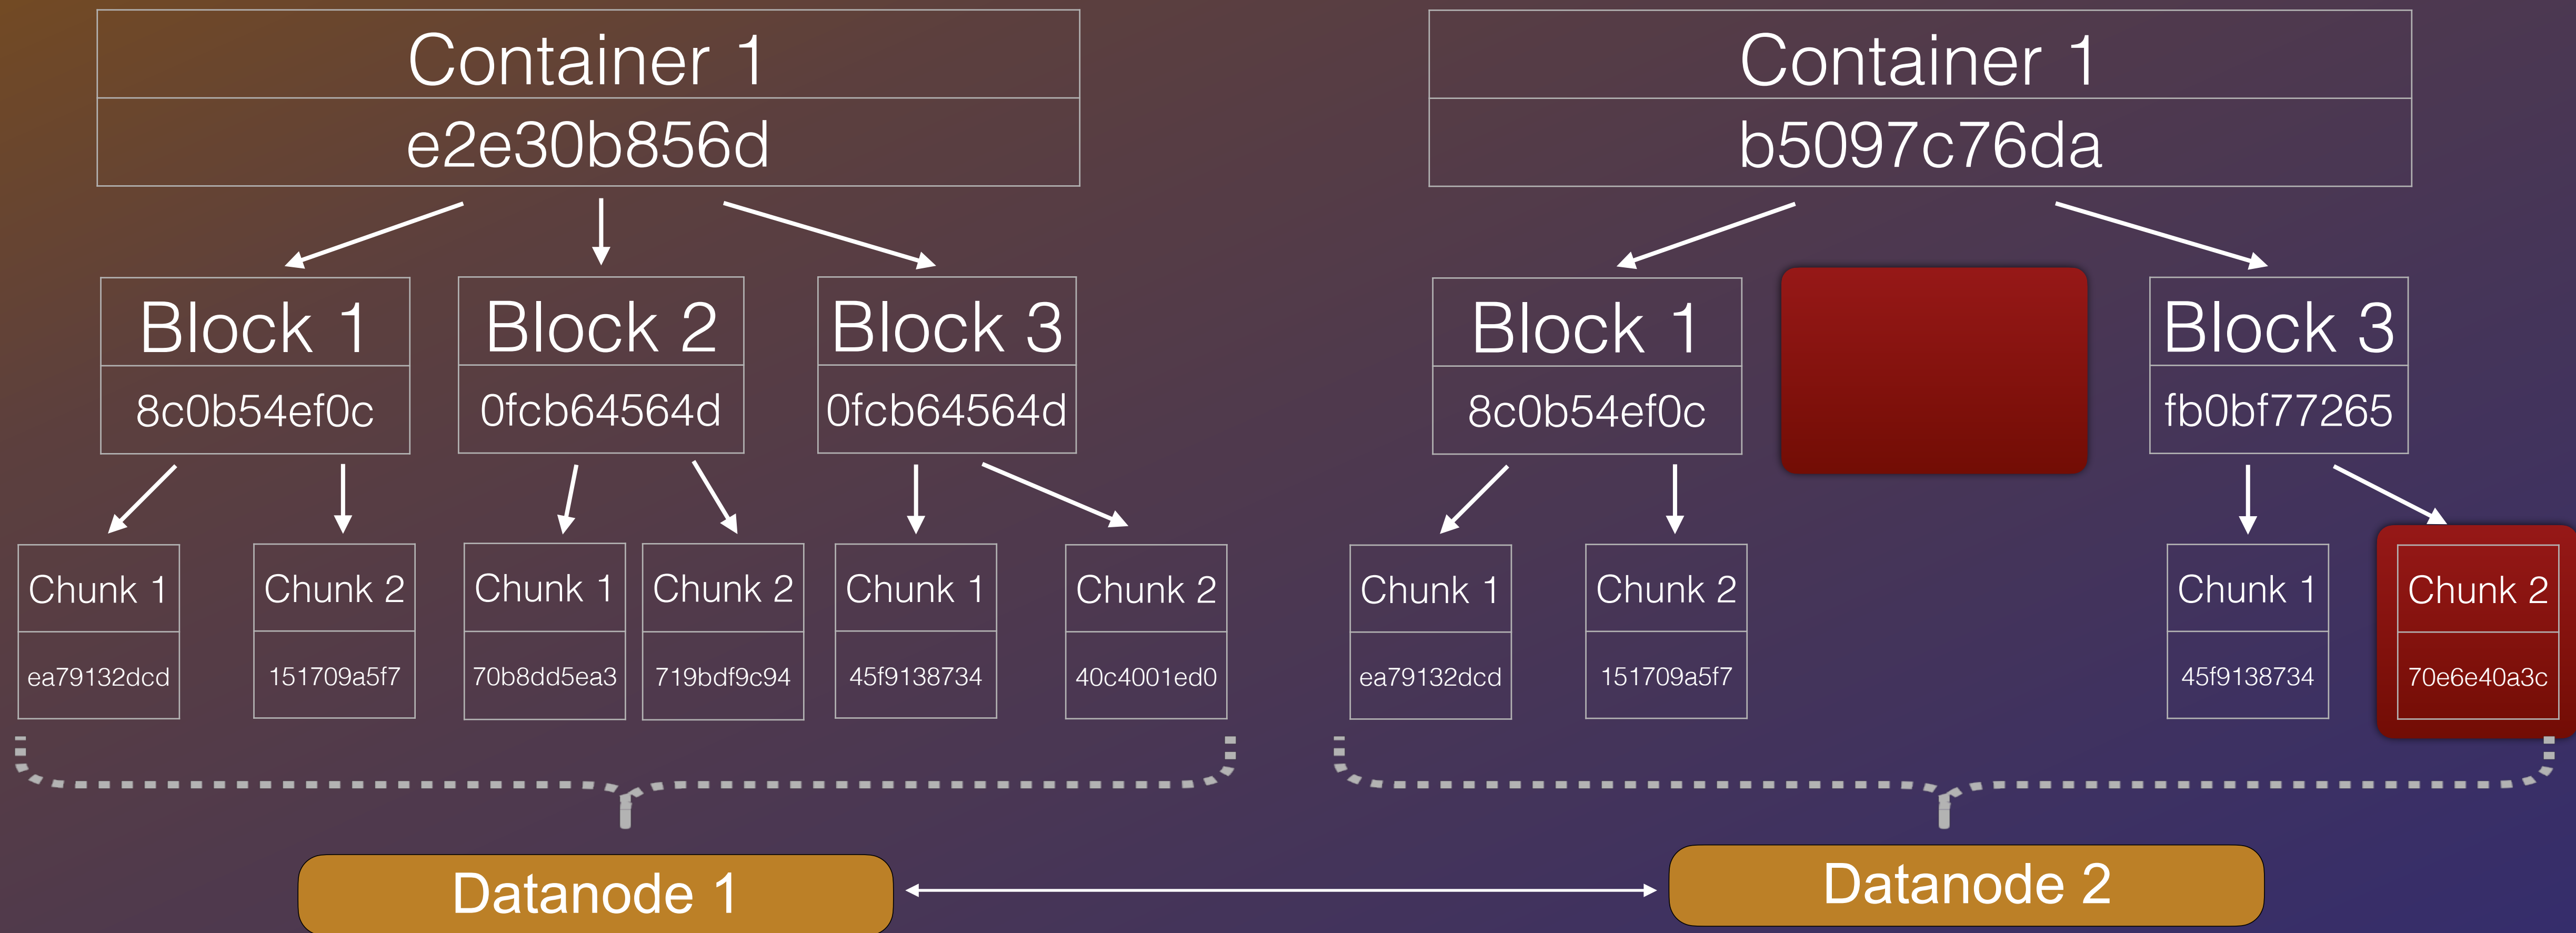 Container 1
e2e30b856d
Block 1
8c0b54ef0c
Block 2
0fcb64564d
Block 3
0fcb64564d
Chunk 1
ea79132dcd
Chunk 2
151709a5f7
Chunk 1
70b8dd5ea3
Chunk 2
719bdf9c94
Chunk 1
45f9138734
Chunk 2
40c4001ed0
Datanode 1
Container 1
b5097c76da
Block 1
8c0b54ef0c
Block 3
fb0bf77265
Chunk 1
ea79132dcd
Chunk 2
151709a5f7
Chunk 1
45f9138734
Chunk 2
70e6e40a3c
Datanode 2